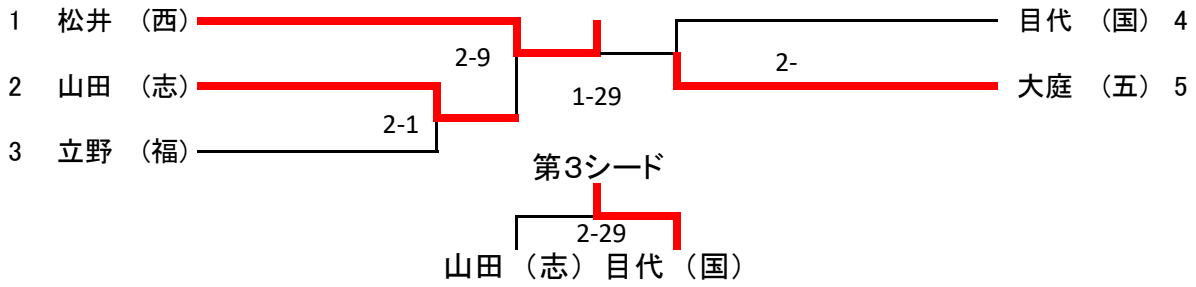 1 松井 （西）
目代 （国） 4
2-9
2-
2 山田 （志）
大庭 （五） 5
1-29
2-1
3 立野 （福）
第3シード
2-29
山田 （志） 目代 （国）